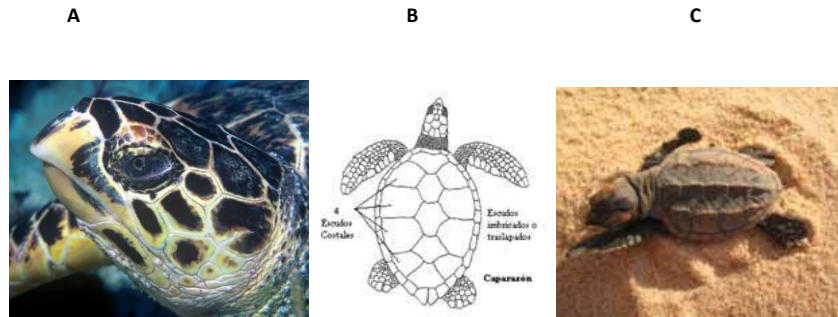 A
B
C
4
Escudos
Costales
Escudos
imbricados o
traslapados
Caparazón